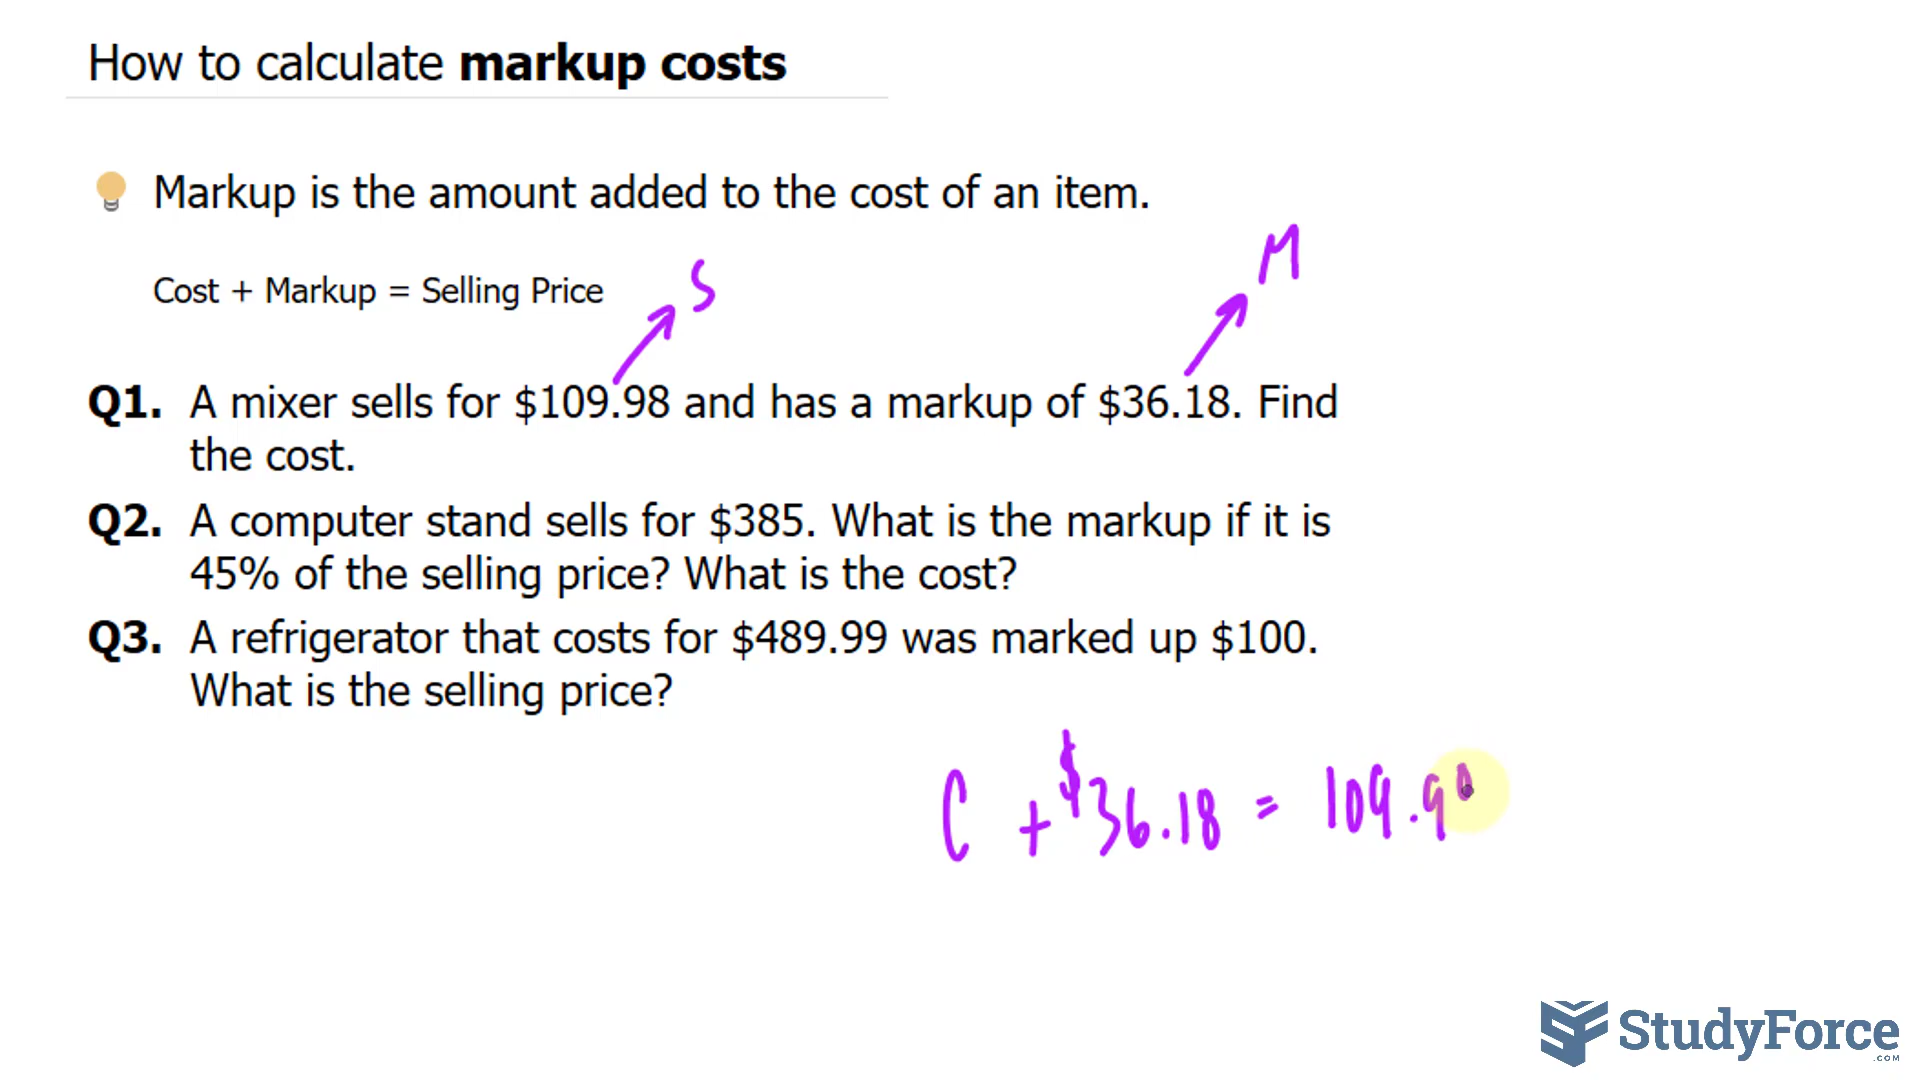 How to calculate markup costs
Markup is the amount added to the cost of an item.
M
S
Cost + Markup = Selling Price
Q1. A mixer sells for $109.98 and has a markup of $36.18. Find
the cost.
Q2. A computer stand sells for $385. What is the markup if it is
45% of the selling price? What is the cost?
Q3. A refrigerator that costs for $489.99 was marked up $100.
What is the selling price?
C + $36.18 = 109.9
StudyForce
.COM